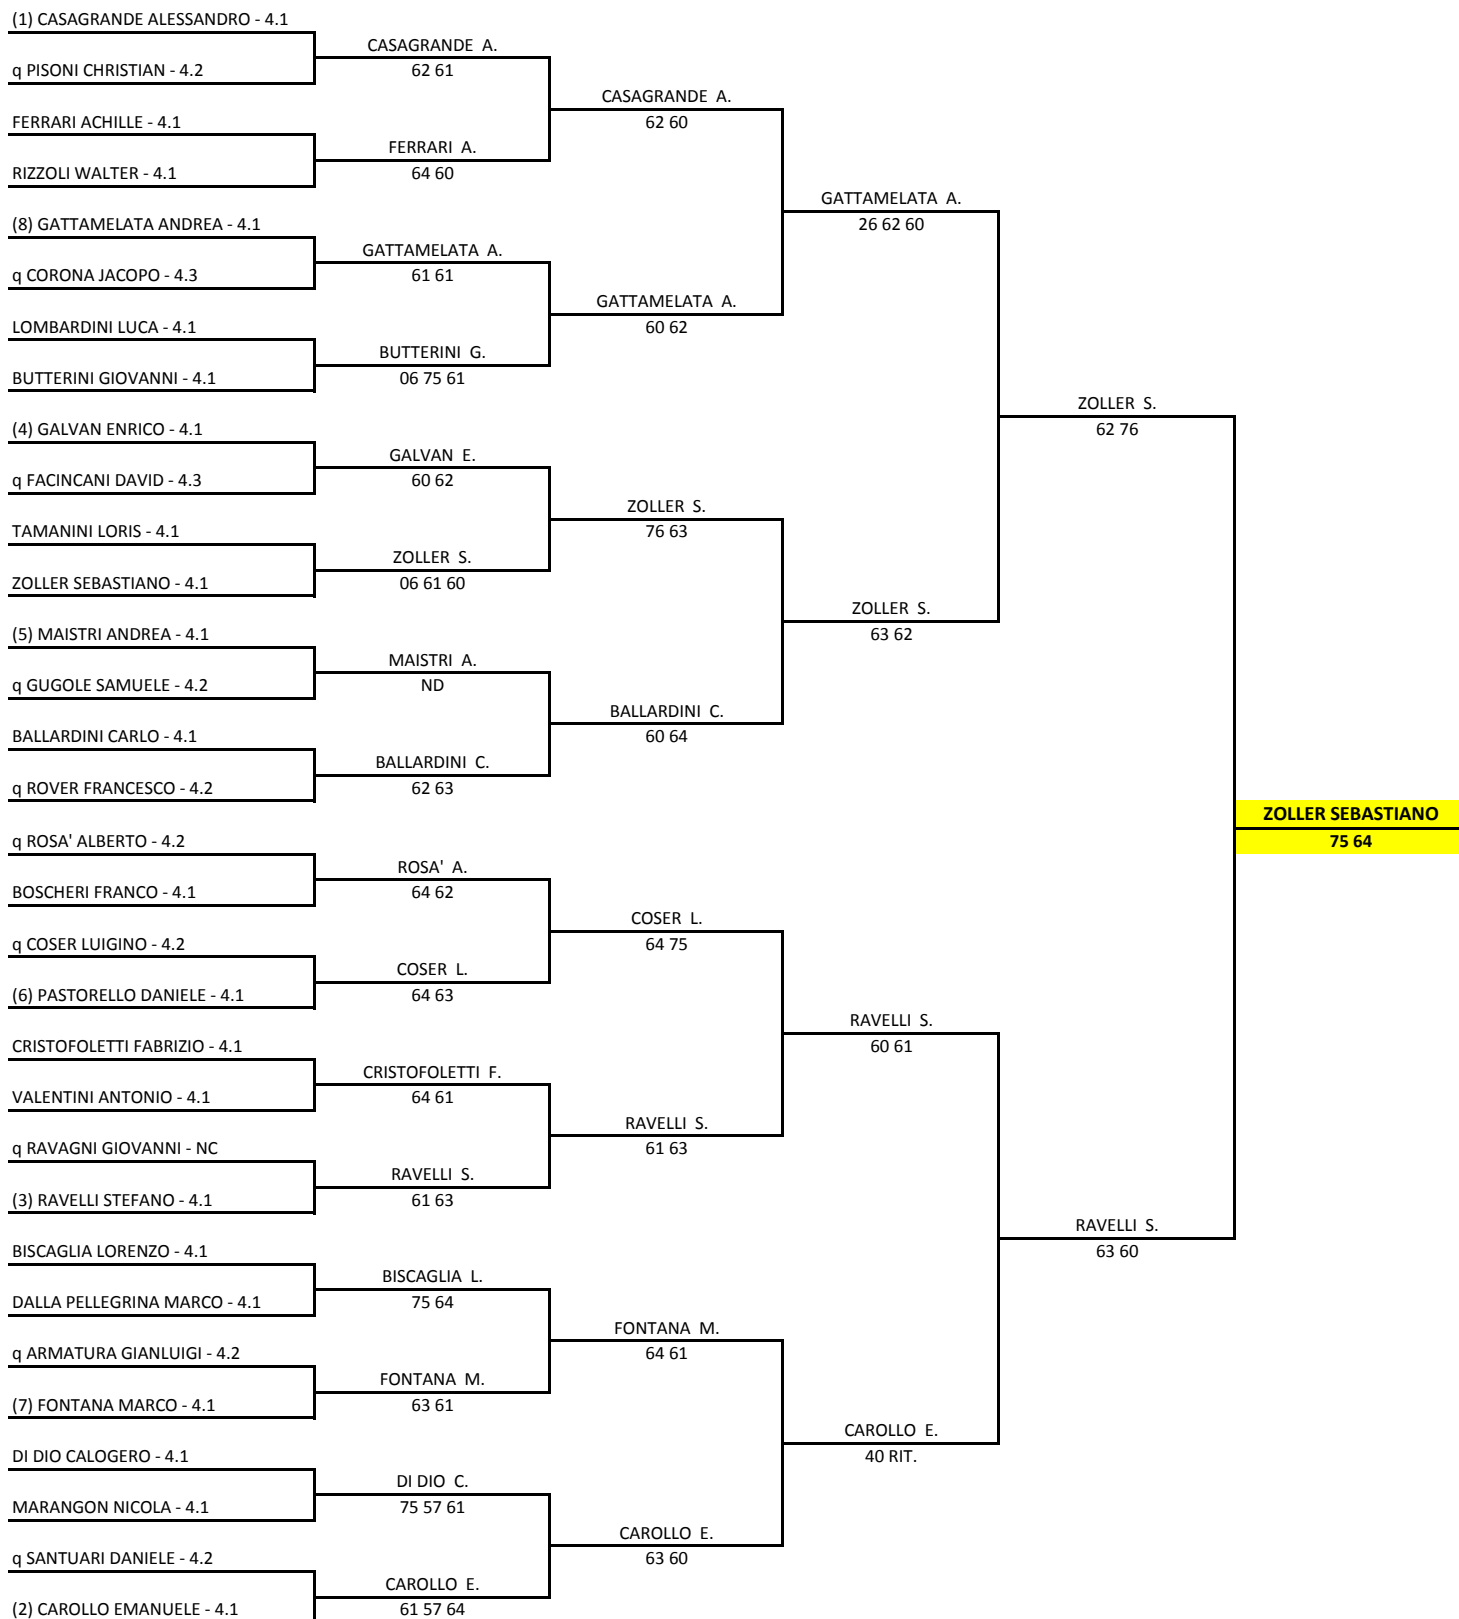 (1) CASAGRANDE ALESSANDRO - 4.1
CASAGRANDE A.
q PISONI CHRISTIAN - 4.2
62 61
CASAGRANDE A.
FERRARI ACHILLE - 4.1
62 60
FERRARI A.
RIZZOLI WALTER - 4.1
64 60
GATTAMELATA A.
(8) GATTAMELATA ANDREA - 4.1
26 62 60
GATTAMELATA A.
q CORONA JACOPO - 4.3
61 61
GATTAMELATA A.
LOMBARDINI LUCA - 4.1
60 62
BUTTERINI G.
BUTTERINI GIOVANNI - 4.1
06 75 61
ZOLLER S.
(4) GALVAN ENRICO - 4.1
62 76
GALVAN E.
q FACINCANI DAVID - 4.3
60 62
ZOLLER S.
TAMANINI LORIS - 4.1
76 63
ZOLLER S.
ZOLLER SEBASTIANO - 4.1
06 61 60
ZOLLER S.
(5) MAISTRI ANDREA - 4.1
63 62
MAISTRI A.
q GUGOLE SAMUELE - 4.2
ND
BALLARDINI C.
BALLARDINI CARLO - 4.1
60 64
BALLARDINI C.
q ROVER FRANCESCO - 4.2
62 63
ZOLLER SEBASTIANO
q ROSA' ALBERTO - 4.2
75 64
ROSA' A.
BOSCHERI FRANCO - 4.1
64 62
COSER L.
q COSER LUIGINO - 4.2
64 75
COSER L.
(6) PASTORELLO DANIELE - 4.1
64 63
RAVELLI S.
CRISTOFOLETTI FABRIZIO - 4.1
60 61
CRISTOFOLETTI F.
VALENTINI ANTONIO - 4.1
64 61
RAVELLI S.
q RAVAGNI GIOVANNI - NC
61 63
RAVELLI S.
(3) RAVELLI STEFANO - 4.1
61 63
RAVELLI S.
BISCAGLIA LORENZO - 4.1
63 60
BISCAGLIA L.
DALLA PELLEGRINA MARCO - 4.1
75 64
FONTANA M.
q ARMATURA GIANLUIGI - 4.2
64 61
FONTANA M.
(7) FONTANA MARCO - 4.1
63 61
CAROLLO E.
DI DIO CALOGERO - 4.1
40 RIT.
DI DIO C.
MARANGON NICOLA - 4.1
75 57 61
CAROLLO E.
q SANTUARI DANIELE - 4.2
63 60
CAROLLO E.
(2) CAROLLO EMANUELE - 4.1
61 57 64